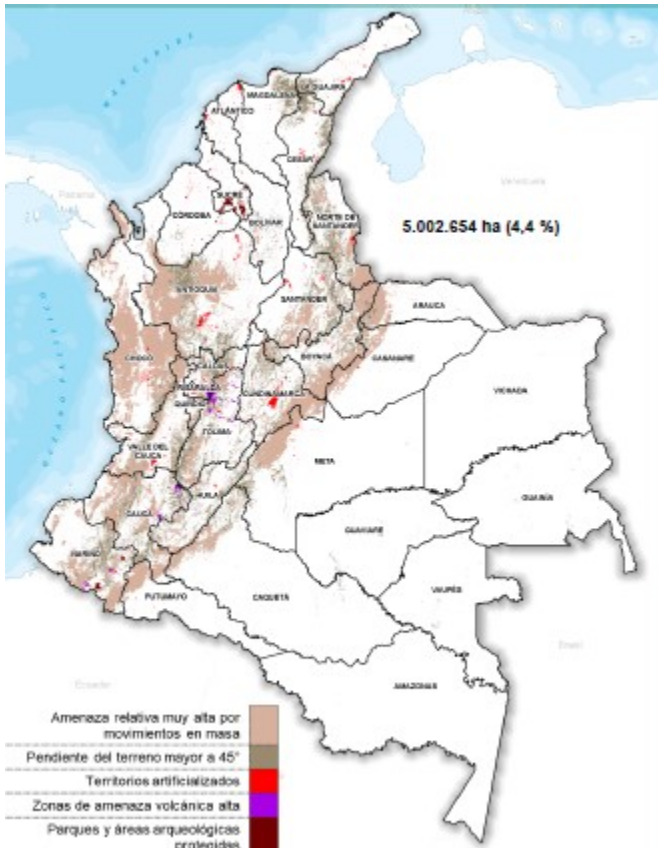 MAR CARIBE
LA GUAJIRA
MAGDALENA
ATLÁNTICO
CESAR
Panamá
SUCRE
Venezuela
CÓRDOBA
BOLÍVAR
NORTE DE
SANTANDER
5.002.654 ha (4,4 %)
ANTIOQUIA
SANTANDER
ARAUCA
BOYACÁ
CHOCÓ
CASANARE
CALDAS
RISARALDA
CUNDINAMARCA
VICHADA
QUINDÍO
TOLIMA
VALLE DEL
CAUCA
META
HUILA
GUAINÍA
CAUCA
GUAVIARE
NARIÑO
VAUPÉS
PUTUMAYO
CAQUETÁ
Brasil
Ecuador
AMAZONAS
Amenaza relativa muy alta por
movimientos en masa
Pendiente del terreno mayor a 45°
Territorios artificializados
Zonas de amenaza volcánica alta
Parques y áreas arqueológicas
protegidas